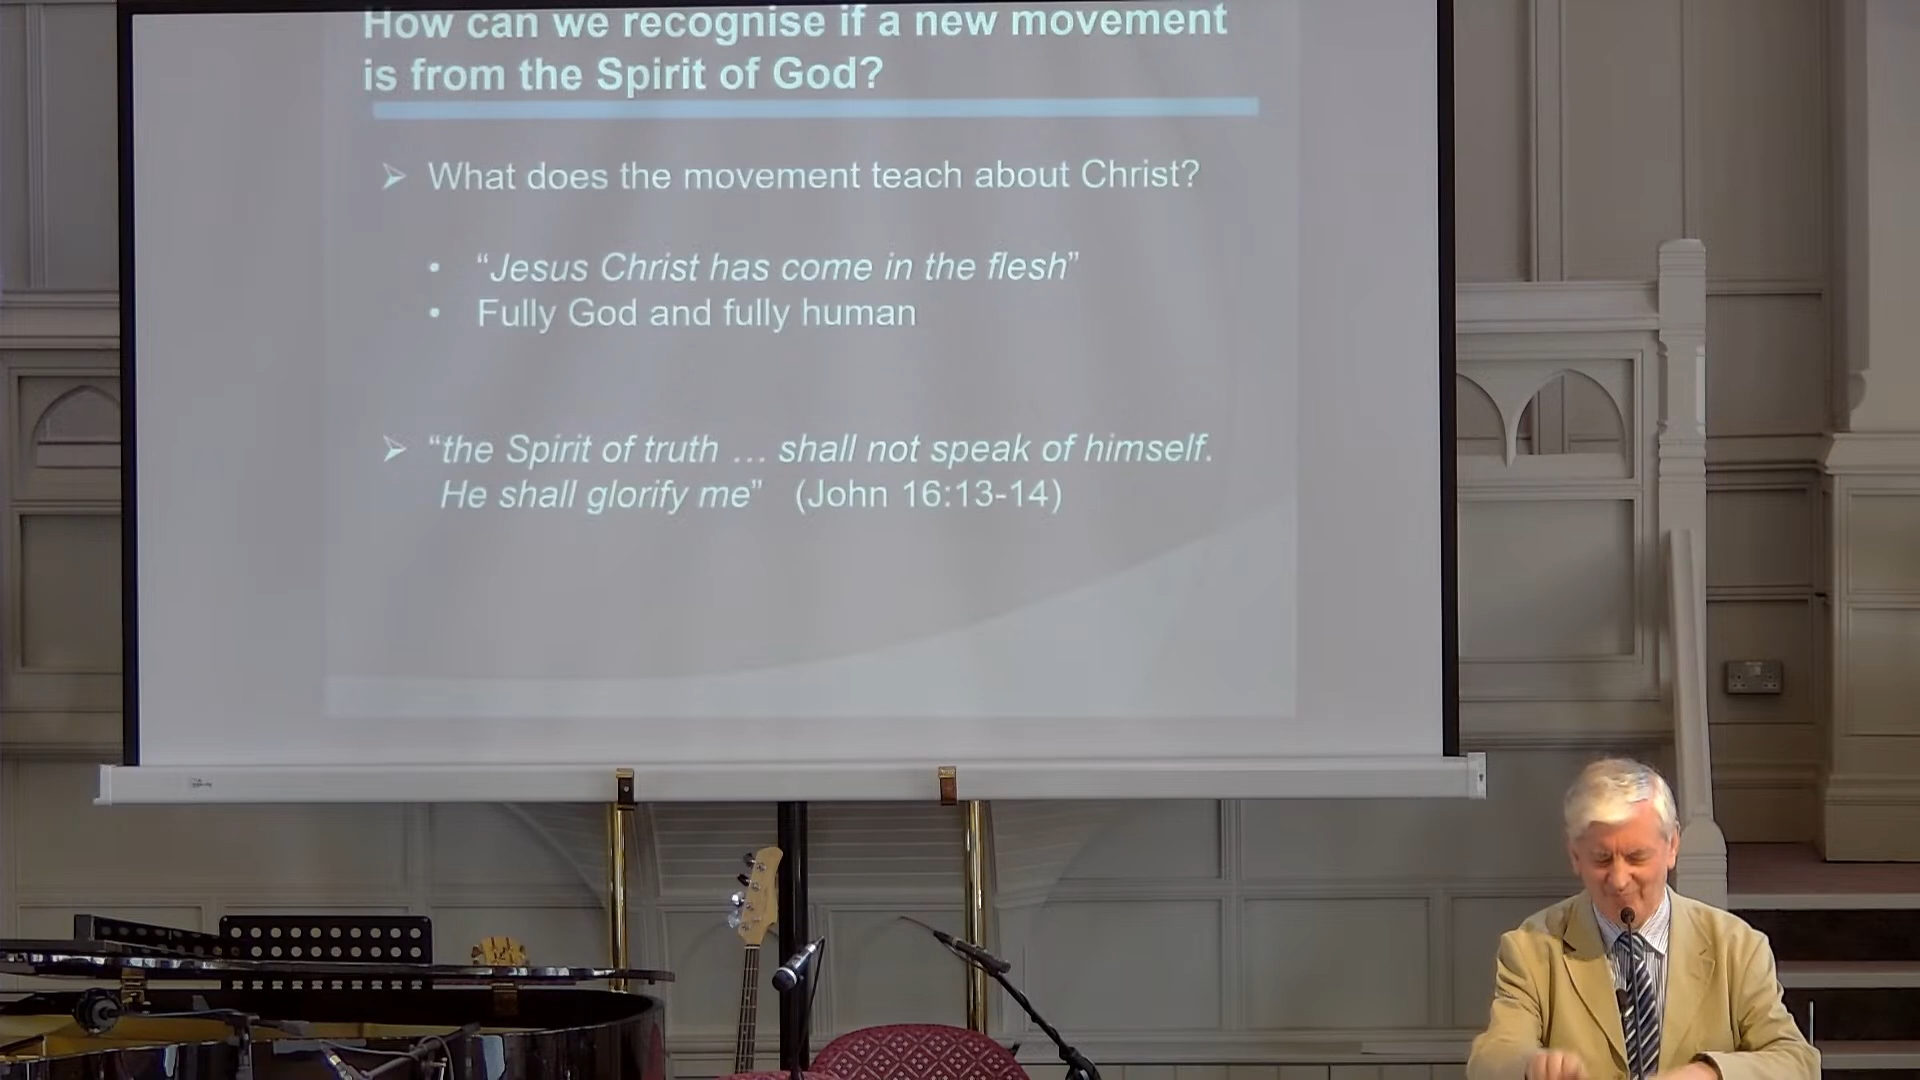 How can we recognise if a new movement
is from the Spirit of God?
➢ What does the movement teach about Christ?
• “Jesus Christ has come in the flesh”
• Fully God and fully human
➢ “the Spirit of truth … shall not speak of himself.
He shall glorify me” (John 16:13-14)